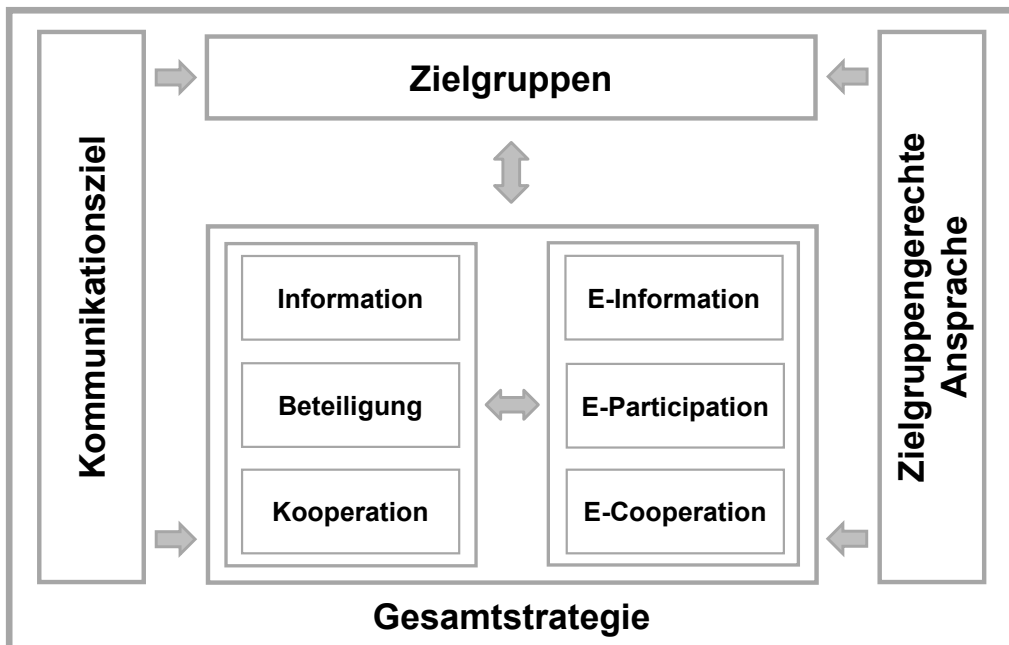 Kommunikationsziel
Zielgruppen
Information
Beteiligung
Kooperation
E-Information
E-Participation
E-Cooperation
Zielgruppengerechte
Ansprache
Gesamtstrategie